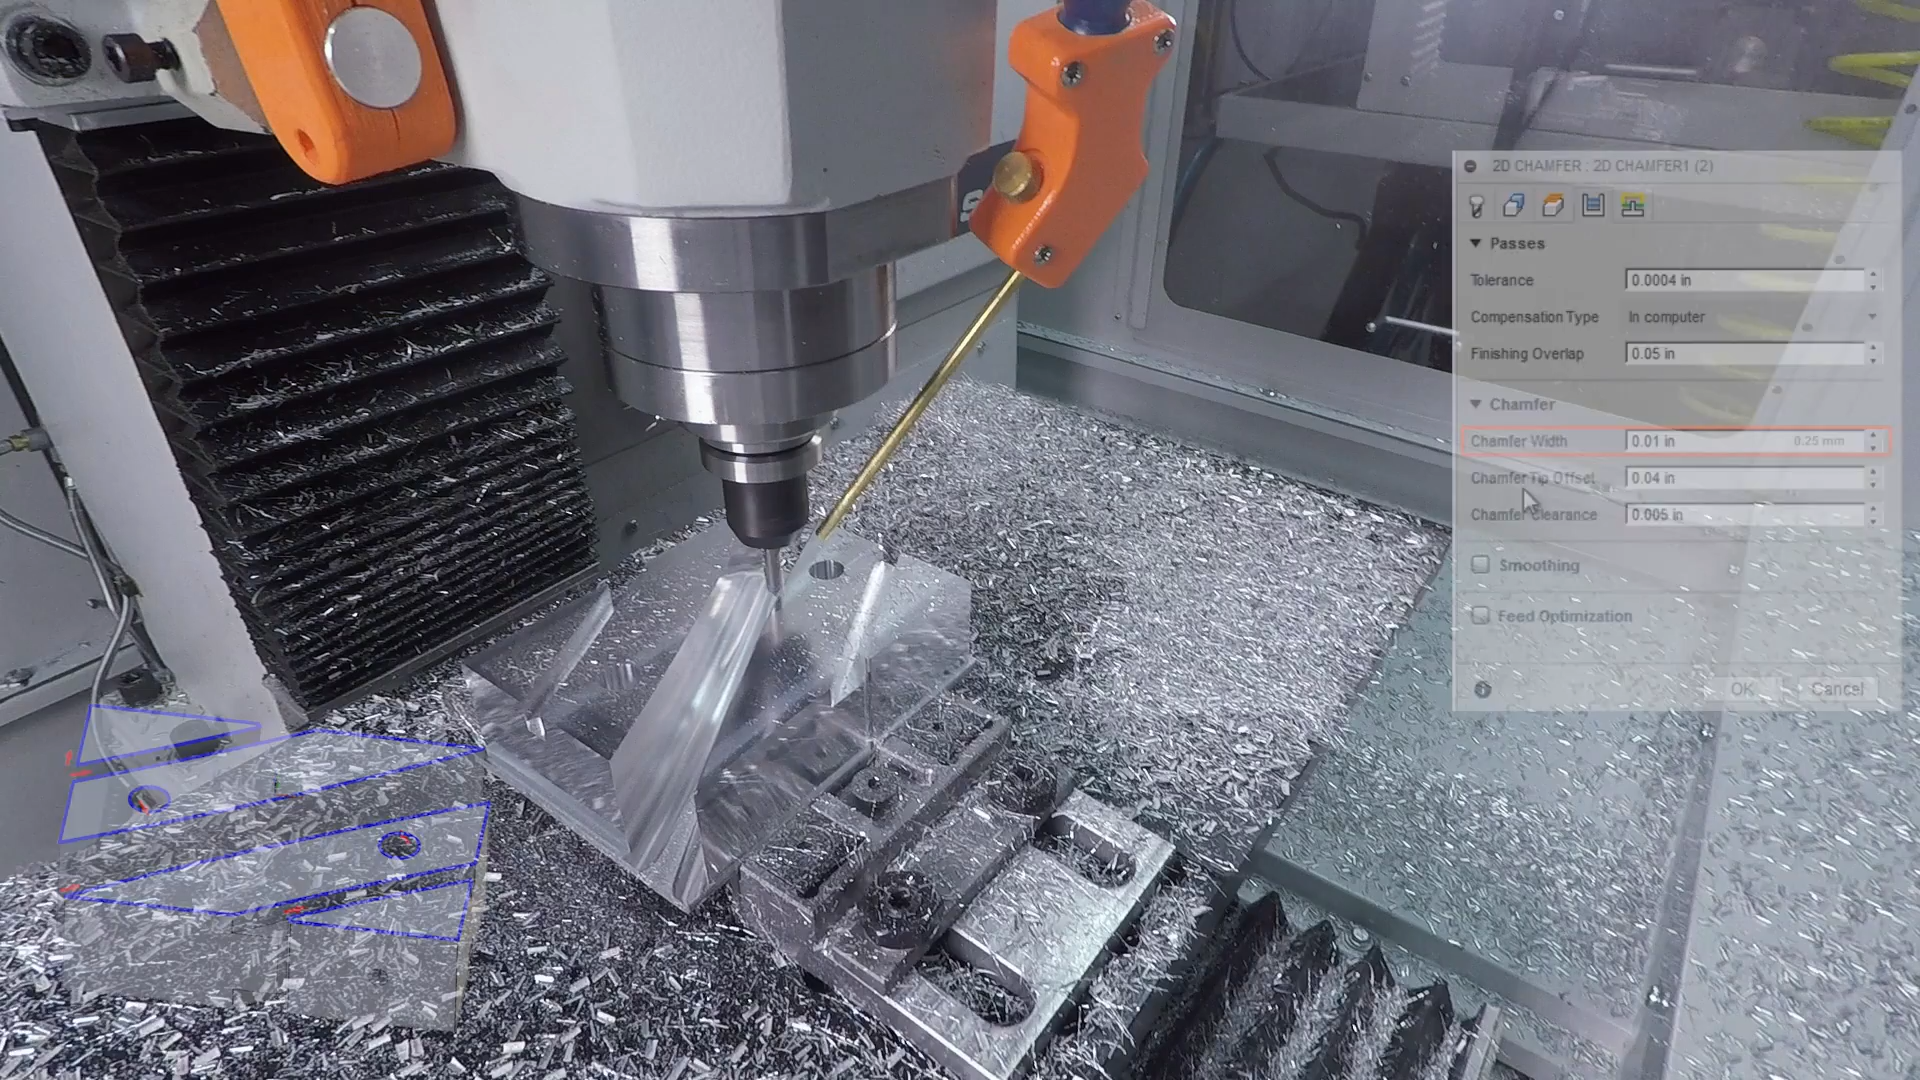 2D CHAMFER : 2D CHAMFER1 (2)
Passes
Tolerance 0.0004 in
Compensation Type In computer
Finishing Overlap 0.05 in
Chamfer
Chamfer Width 0.01 in 0.25 mm
Chamfer Tip Offset 0.04 in
Chamfer Clearance 0.005 in
Smoothing
Feed Optimization
OK Cancel